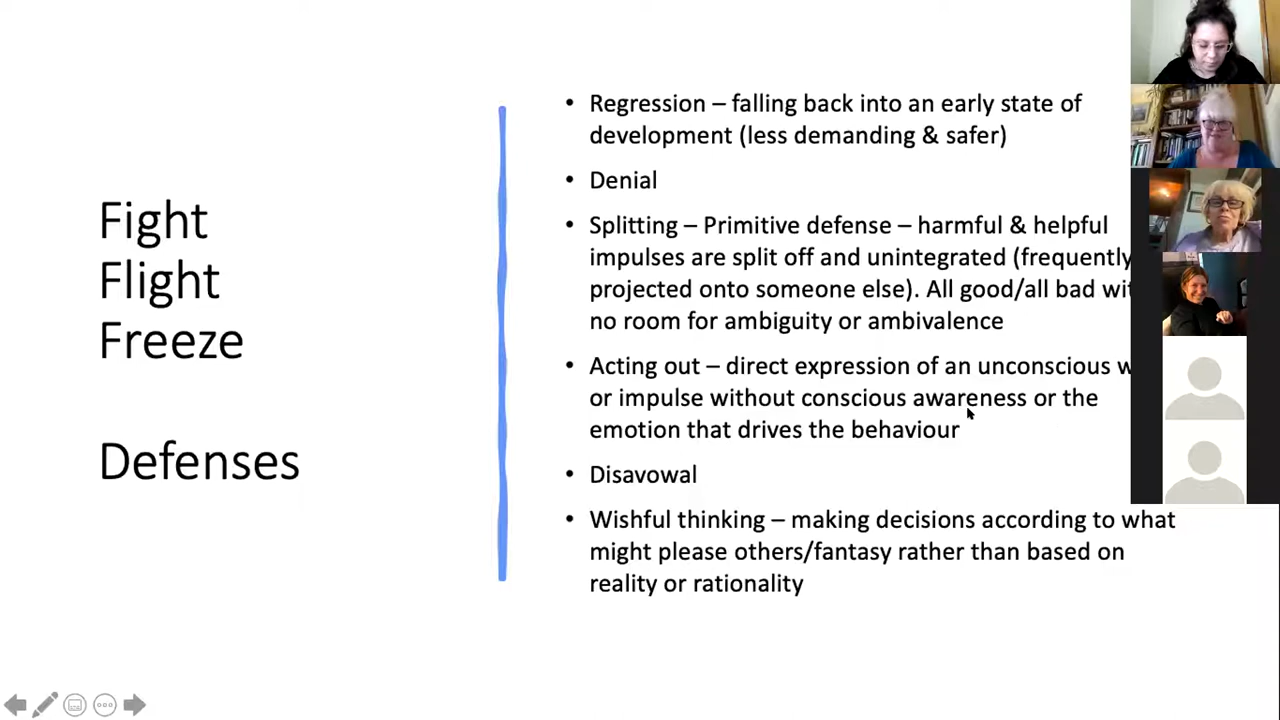 Fight
Flight
Freeze
Defenses
• Regression – falling back into an early state of
development (less demanding & safer)
• Denial
• Splitting – Primitive defense – harmful & helpful
impulses are split off and unintegrated (frequently
projected onto someone else). All good/all bad
no room for ambiguity or ambivalence
• Acting out – direct expression of an unconscious
or impulse without conscious awareness or the
emotion that drives the behaviour
• Disavowal
• Wishful thinking – making decisions according to what
might please others/fantasy rather than based on
reality or rationality